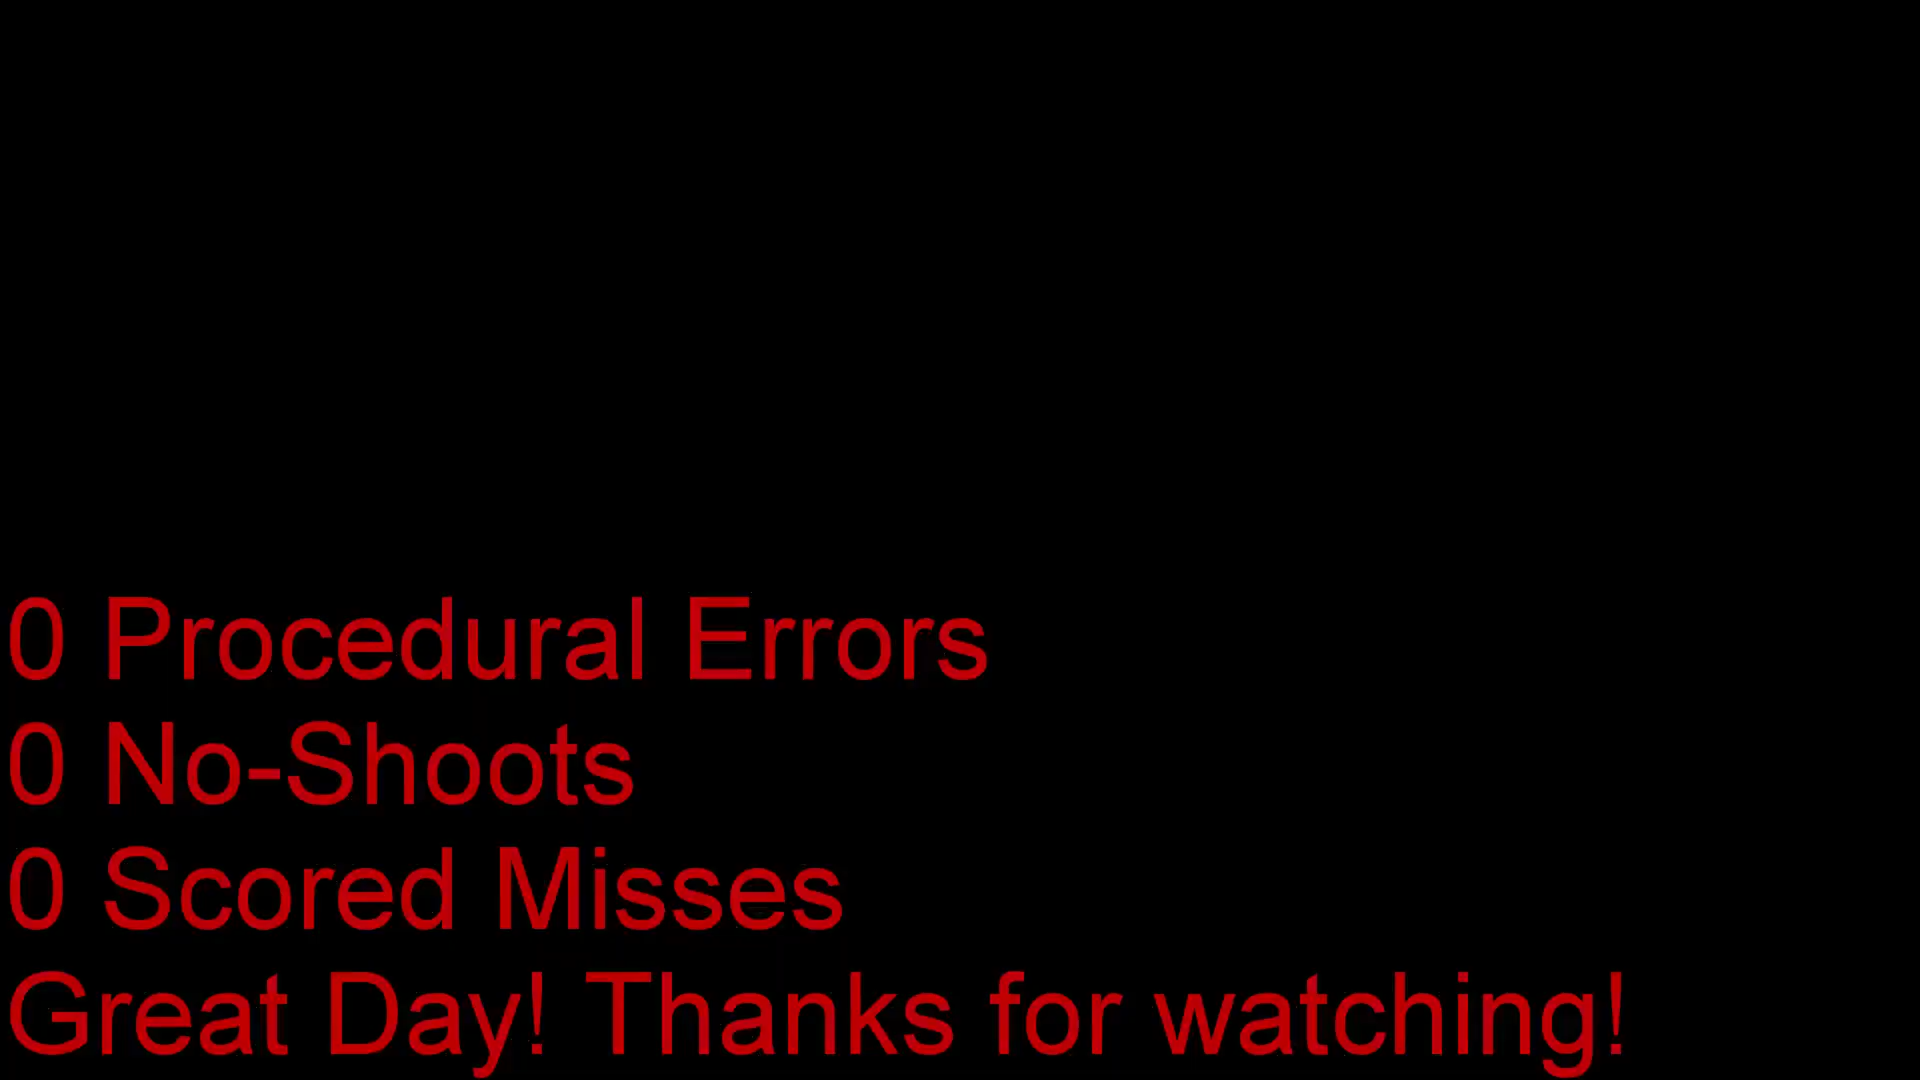 0 Procedural Errors
0 No-Shoots
0 Scored Misses
Great Day! Thanks for watching!